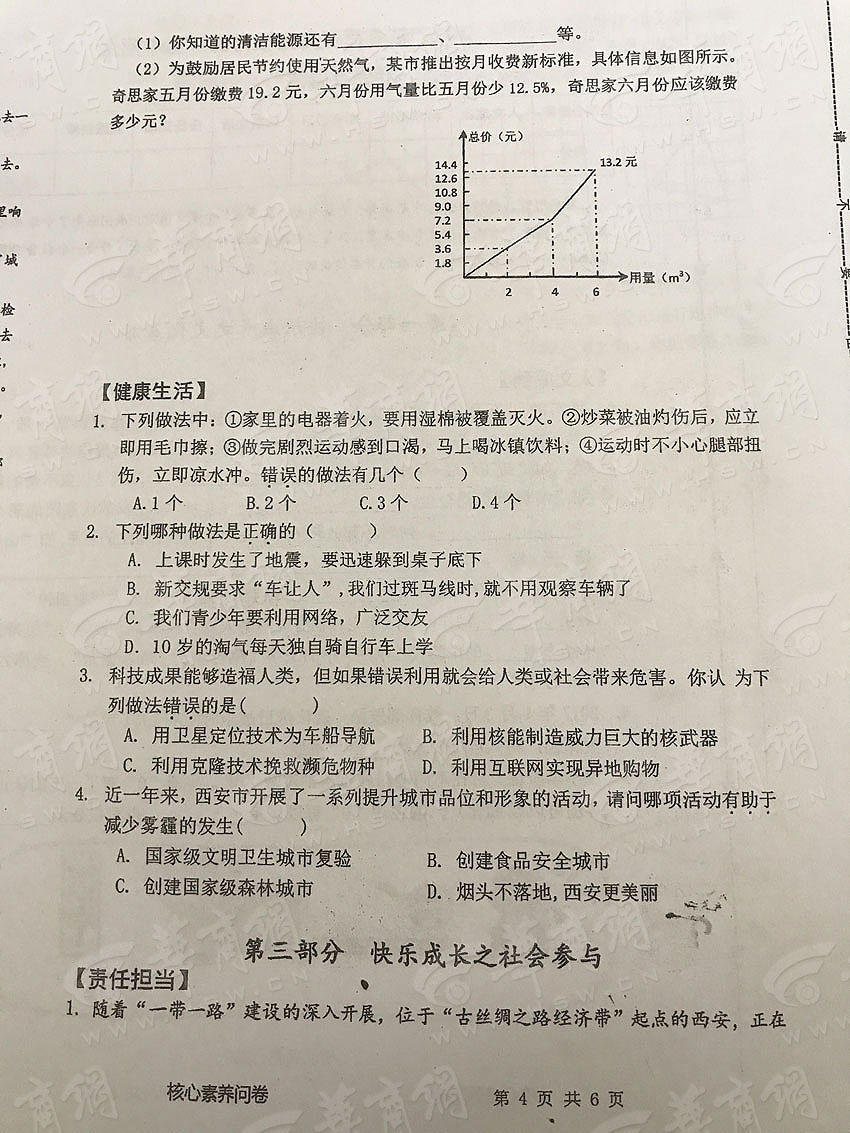 （1）你知道的清洁能源还有__________、__________等。
（2）为鼓励居民节约使用天然气，某市推出按月收费新标准，具体信息如图所示。
奇思家五月份缴费 19.2 元，六月份用气量比五月份少 12.5%，奇思家六月份应该缴费
多少元？
总价（元）
14.4
12.6
10.8
9.0
7.2
5.4
3.6
1.8
13.2 元
2 4 6
用量（m³）
去一
去。
里响
城
检
去
【健康生活】
1. 下列做法中：①家里的电器着火，要用湿棉被覆盖灭火。②炒菜被油灼伤后，应立
即用毛巾擦；③做完剧烈运动感到口渴，马上喝冰镇饮料；④运动时不小心腿部扭
伤，立即凉水冲。错误的做法有几个（ ）
A.1 个 B.2 个 C.3 个 D.4 个
2. 下列哪种做法是正确的（ ）
A. 上课时发生了地震，要迅速躲到桌子底下
B. 新交规要求“车让人”,我们过斑马线时,就不用观察车辆了
C. 我们青少年要利用网络，广泛交友
D. 10 岁的淘气每天独自骑自行车上学
3. 科技成果能够造福人类，但如果错误利用就会给人类或社会带来危害。你认 为下
列做法错误的是( )
A. 用卫星定位技术为车船导航 B. 利用核能制造威力巨大的核武器
C. 利用克隆技术挽救濒危物种 D. 利用互联网实现异地购物
4. 近一年来，西安市开展了一系列提升城市品位和形象的活动，请问哪项活动有助于
减少雾霾的发生( )
A. 国家级文明卫生城市复验 B. 创建食品安全城市
C. 创建国家级森林城市 D. 烟头不落地,西安更美丽
第三部分 快乐成长之社会参与
【责任担当】
1. 随着“一带一路”建设的深入开展，位于“古丝绸之路经济带”起点的西安，正在
核心素养问卷
第 4 页 共 6 页